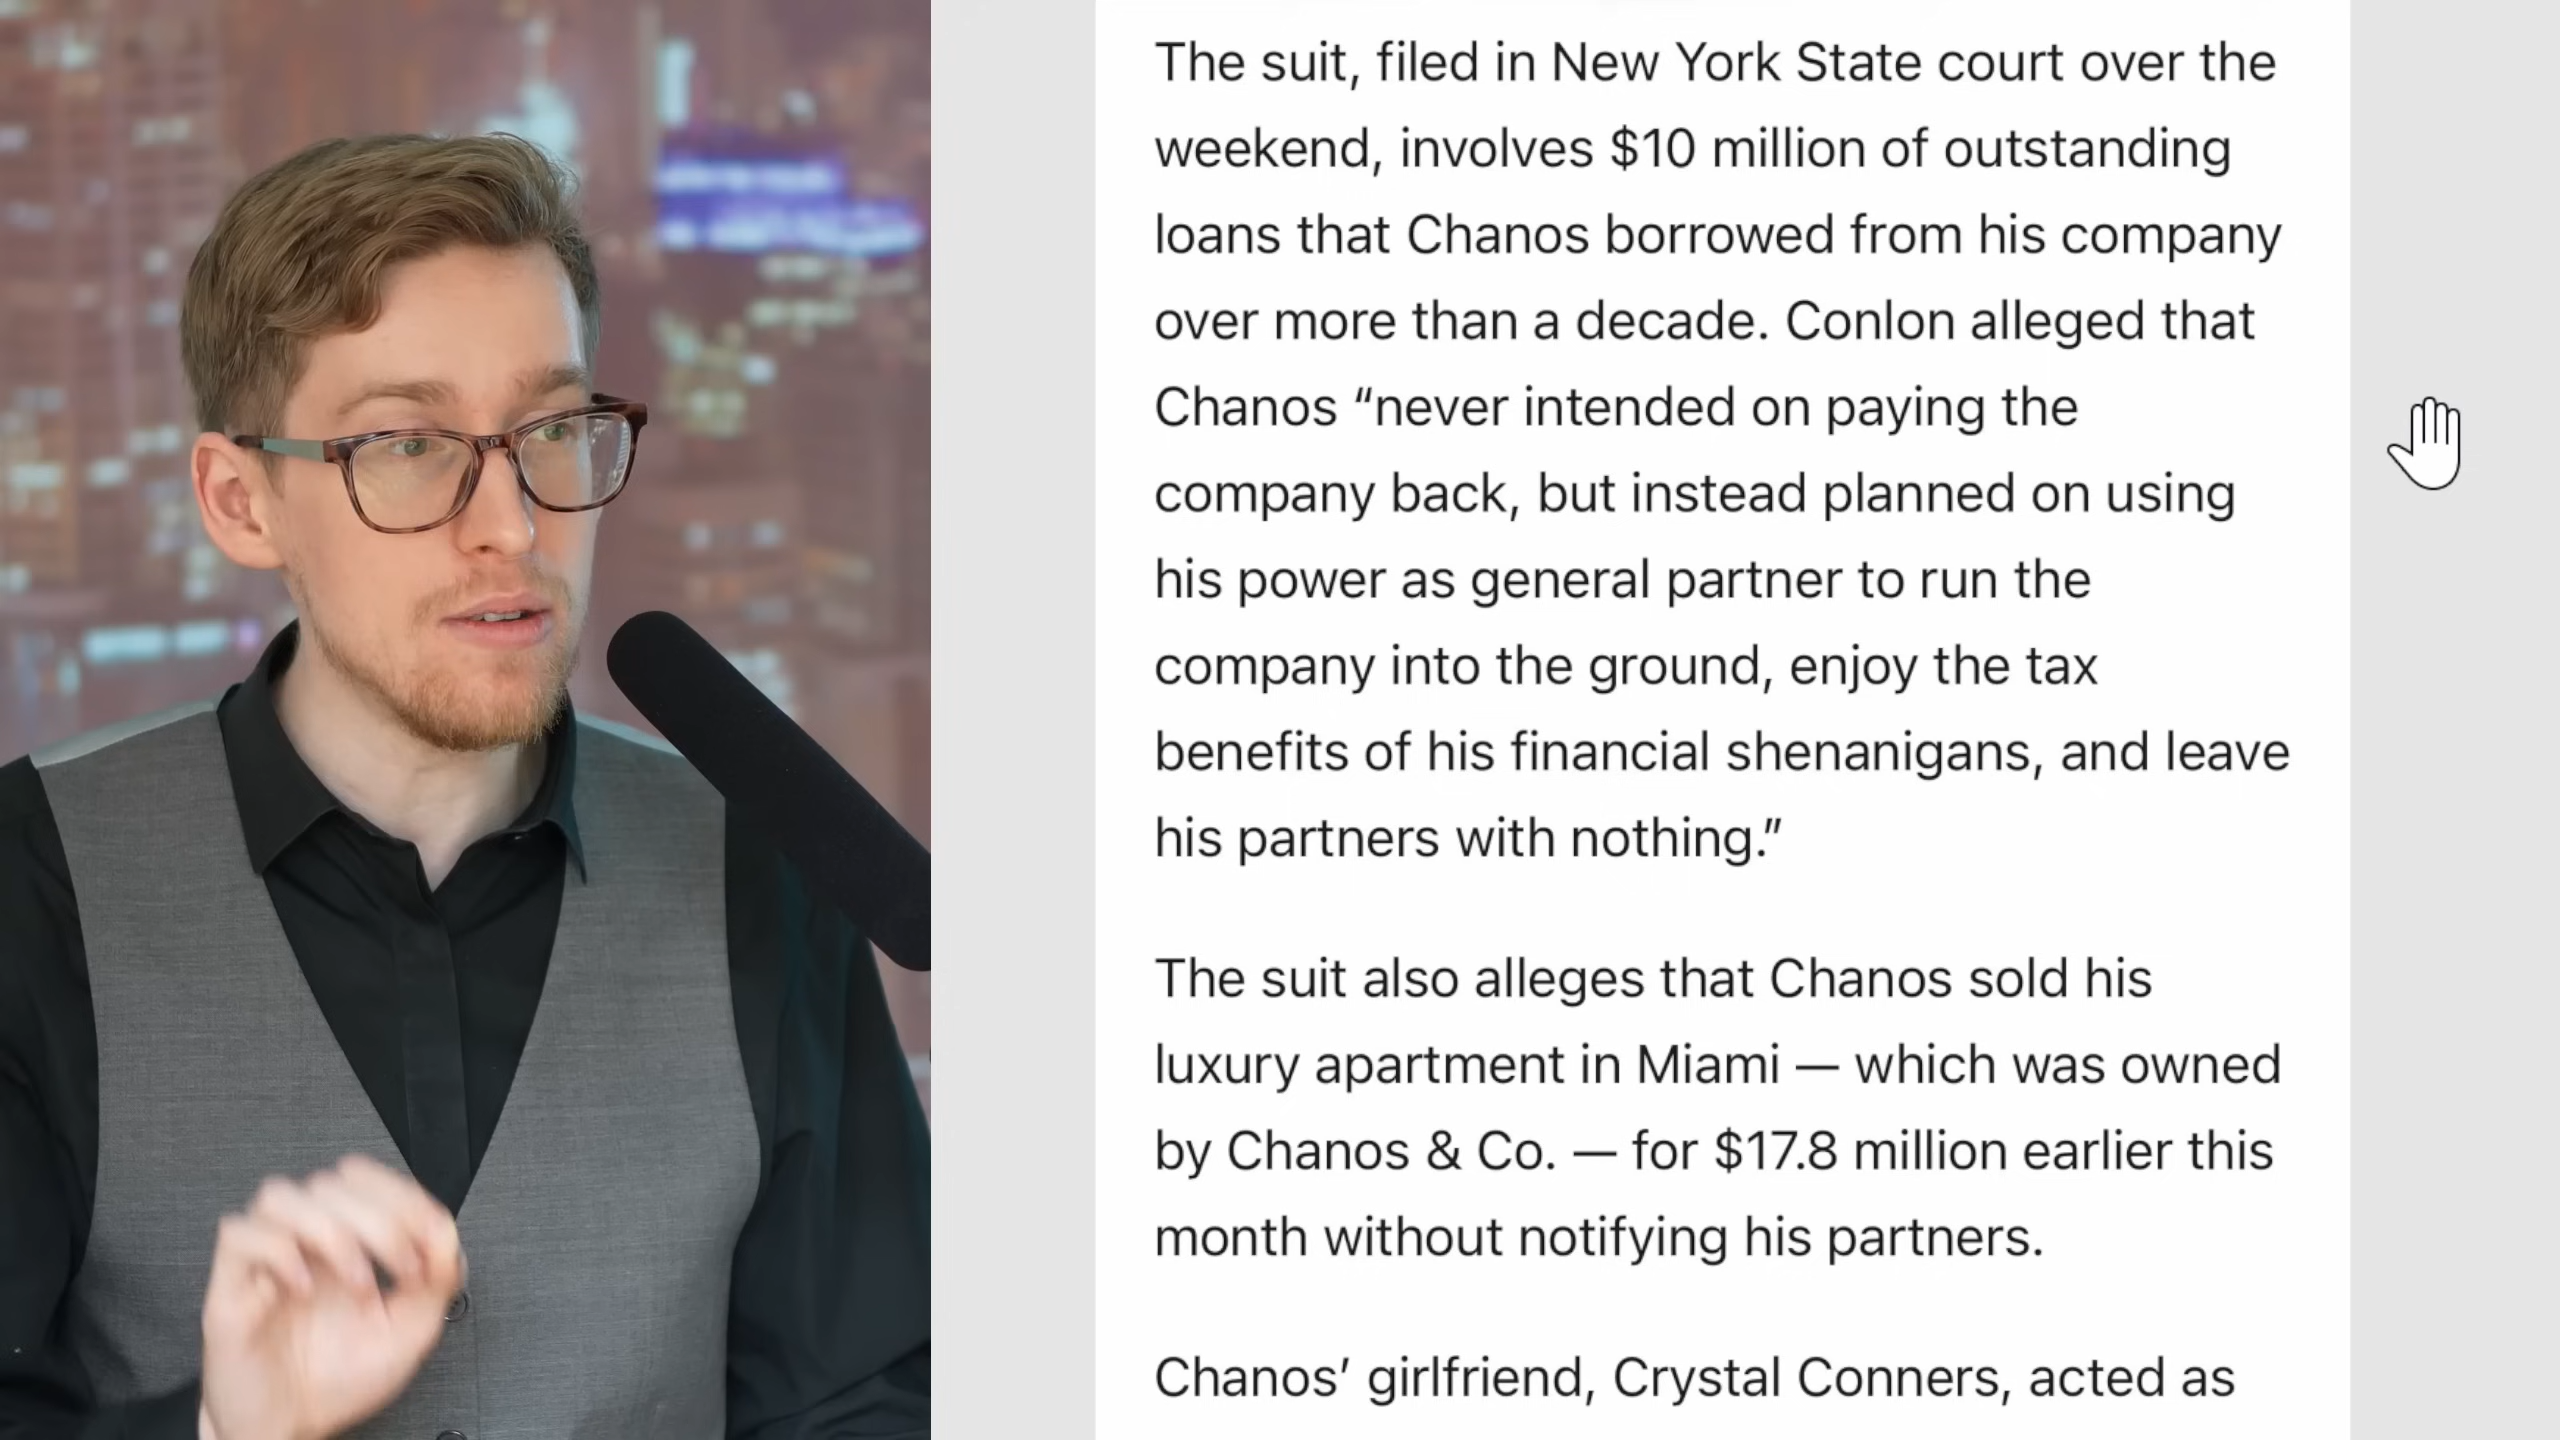 The suit, filed in New York State court over the
weekend, involves $10 million of outstanding
loans that Chanos borrowed from his company
over more than a decade. Conlon alleged that
Chanos “never intended on paying the
company back, but instead planned on using
his power as general partner to run the
company into the ground, enjoy the tax
benefits of his financial shenanigans, and leave
his partners with nothing.”
The suit also alleges that Chanos sold his
luxury apartment in Miami — which was owned
by Chanos & Co. — for $17.8 million earlier this
month without notifying his partners.
Chanos’ girlfriend, Crystal Conners, acted as